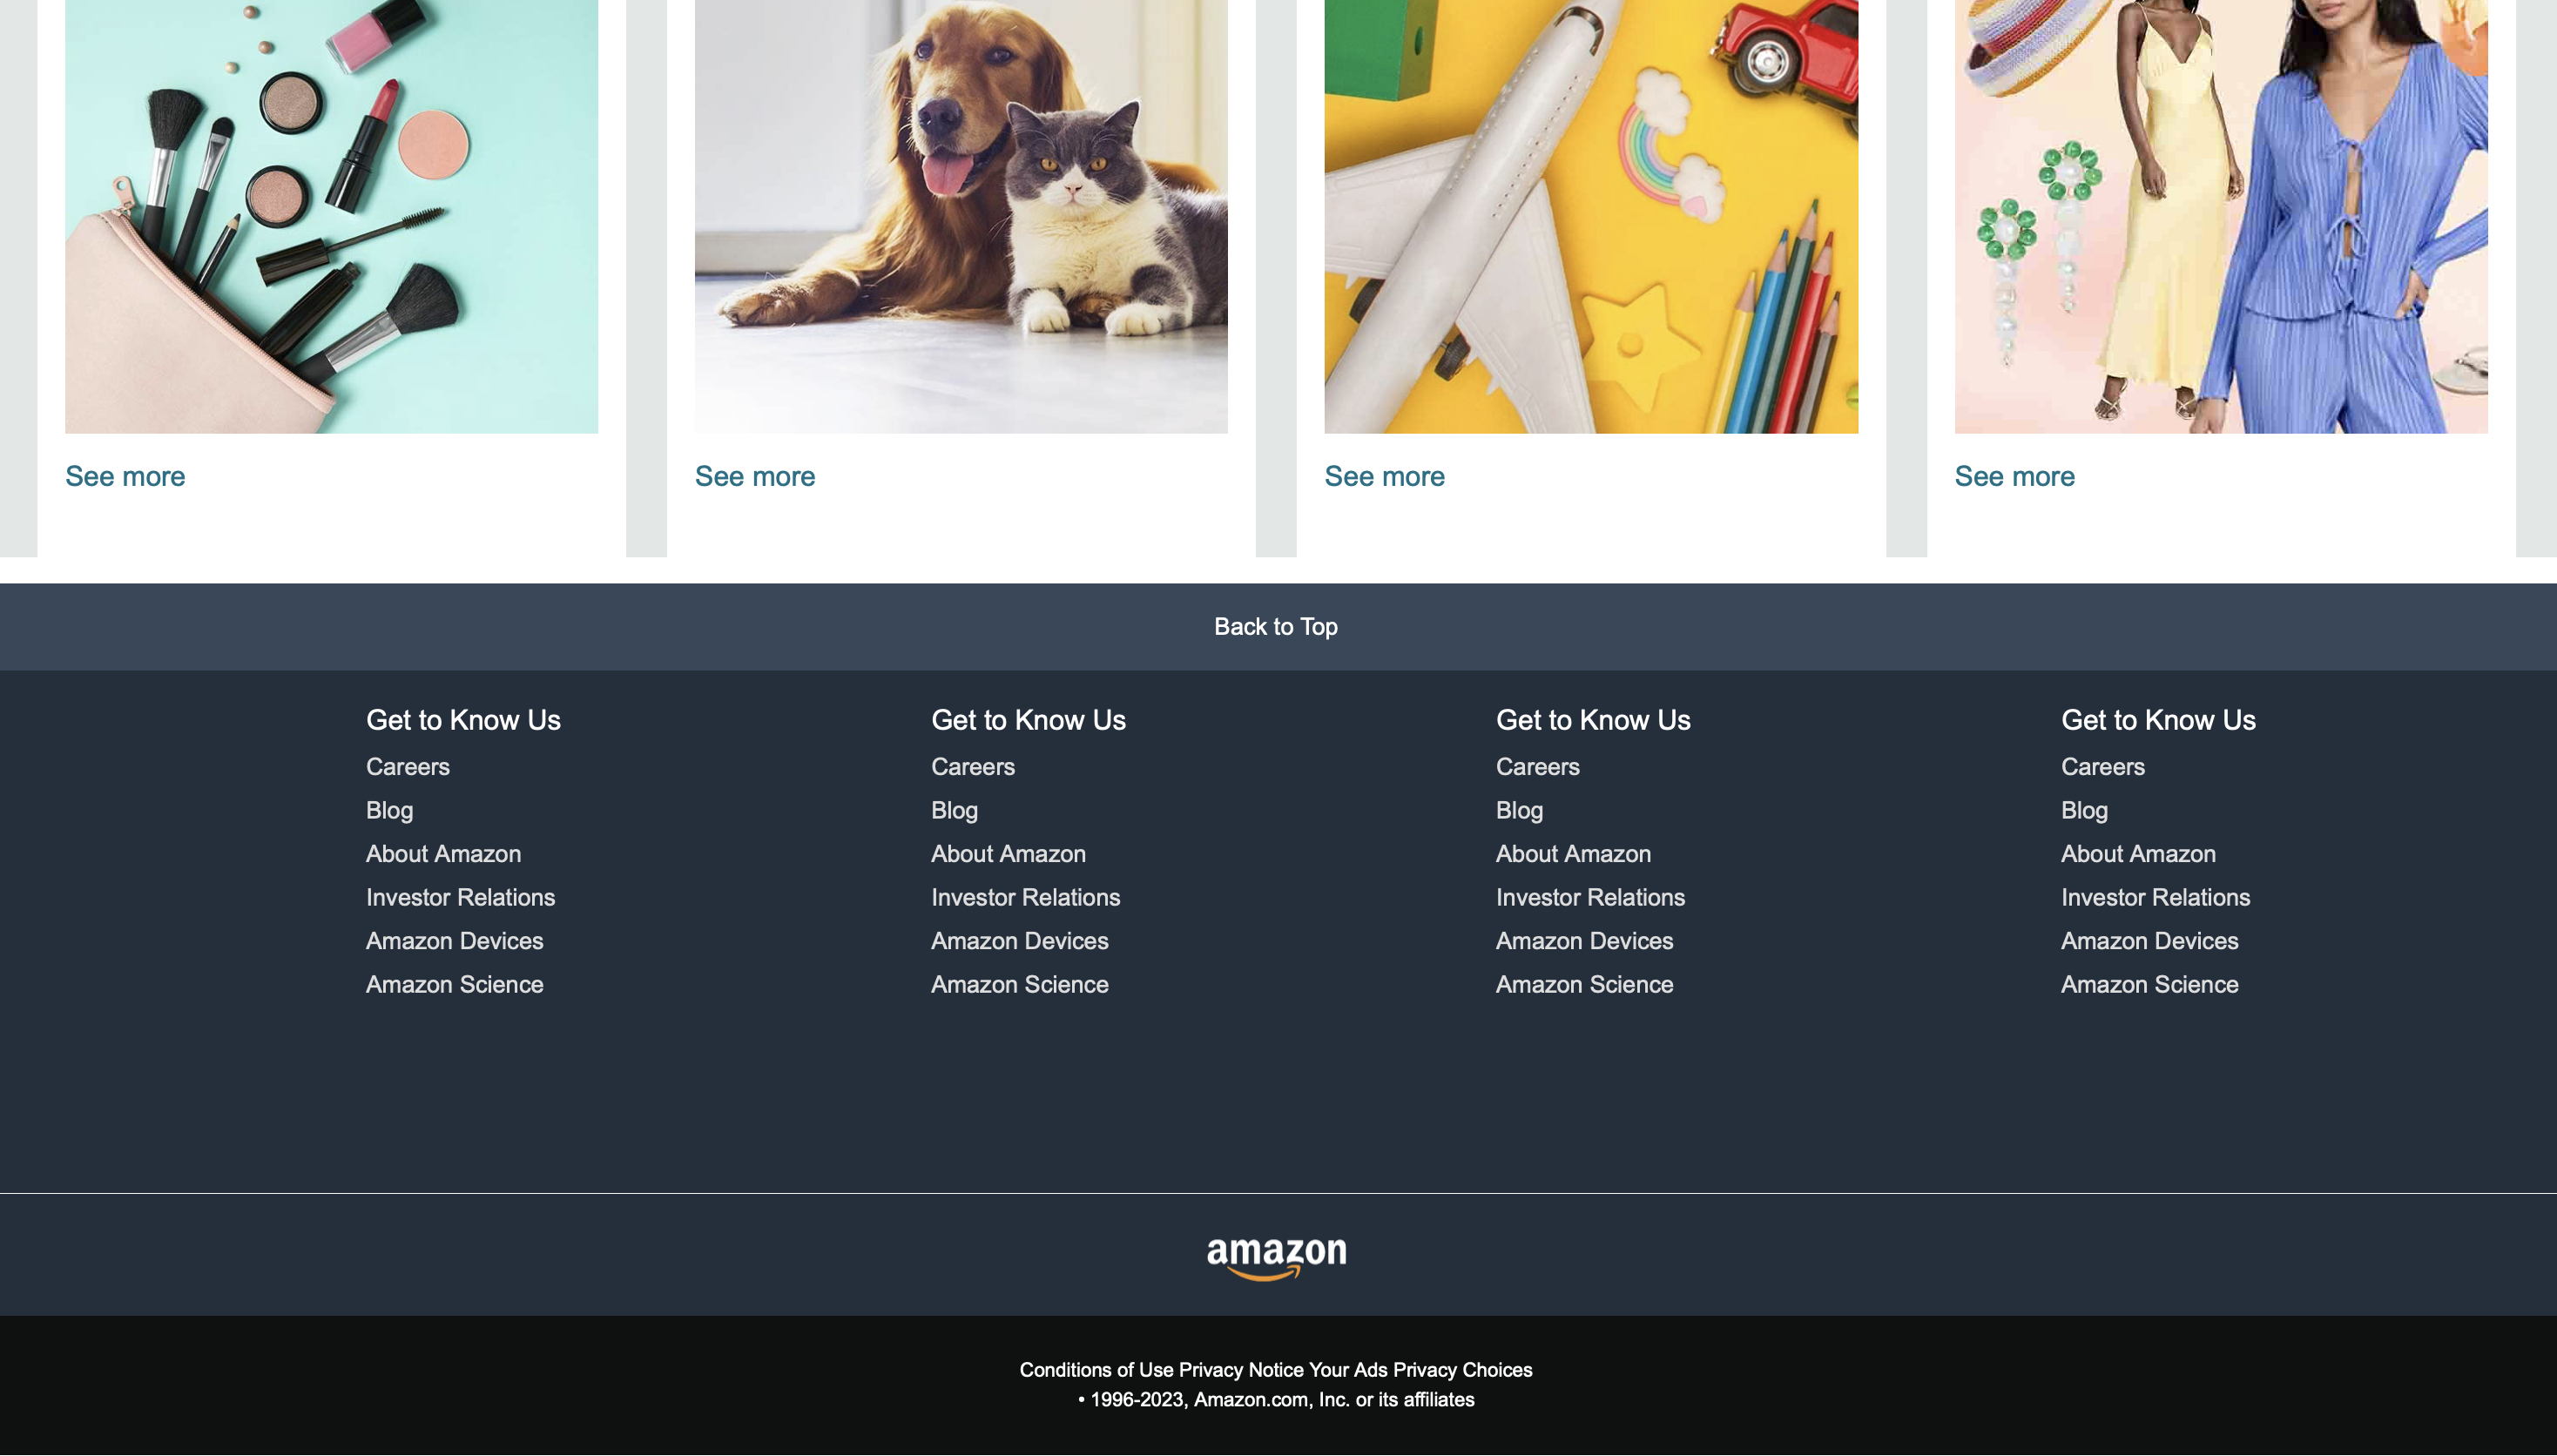 See more
See more
See more
See more
Back to Top
Get to Know Us
Careers
Blog
About Amazon
Investor Relations
Amazon Devices
Amazon Science
Get to Know Us
Careers
Blog
About Amazon
Investor Relations
Amazon Devices
Amazon Science
Get to Know Us
Careers
Blog
About Amazon
Investor Relations
Amazon Devices
Amazon Science
Get to Know Us
Careers
Blog
About Amazon
Investor Relations
Amazon Devices
Amazon Science
amazon
Conditions of Use Privacy Notice Your Ads Privacy Choices
• 1996-2023, Amazon.com, Inc. or its affiliates